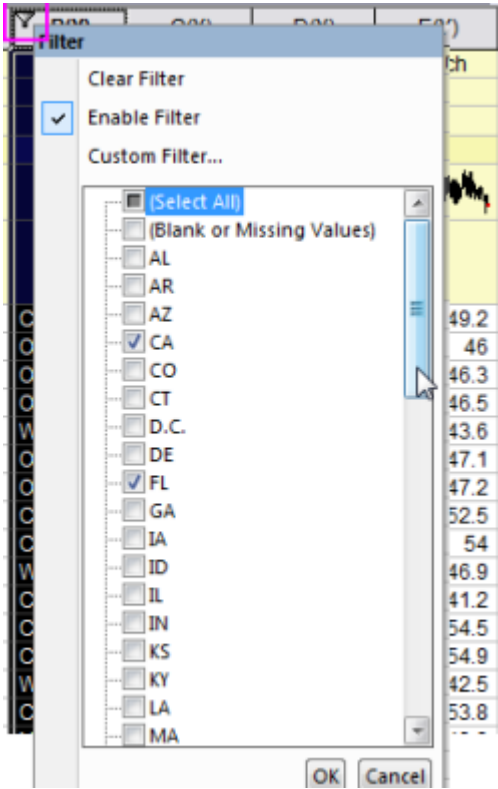 Filter
Clear Filter
Enable Filter
Custom Filter...
(Select All)
(Blank or Missing Values)
AL
AR
AZ
CA
CO
CT
D.C.
DE
FL
GA
IA
ID
IL
IN
KS
KY
LA
MA
OK Cancel
49.2
46
46.3
46.5
43.6
47.1
47.2
52.5
54
46.9
41.2
54.5
54.9
42.5
53.8